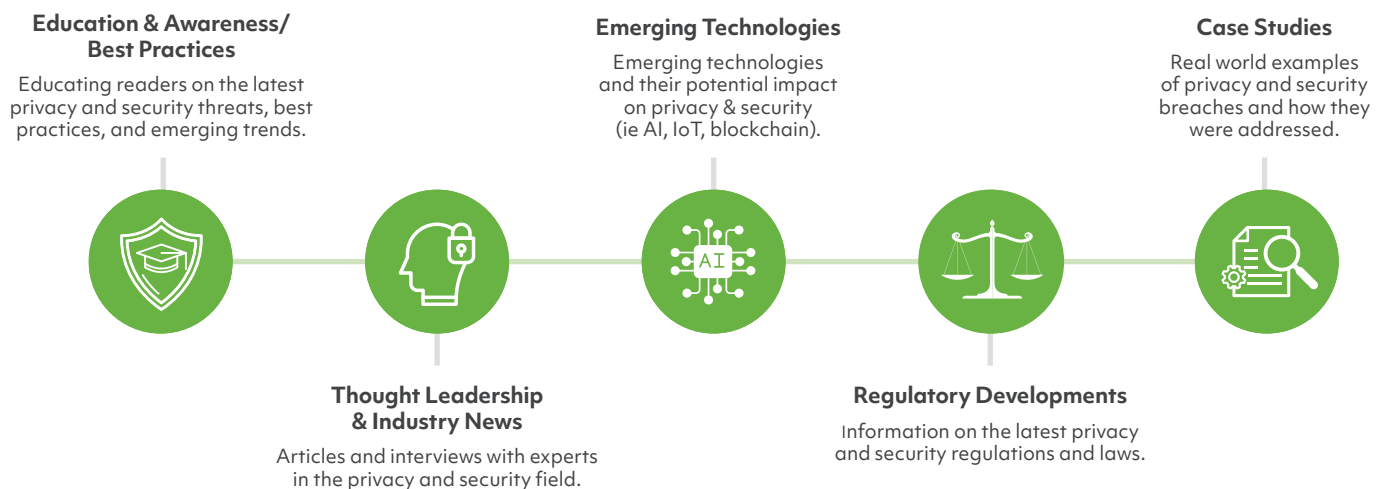 Education & Awareness/
Best Practices
Educating readers on the latest
privacy and security threats, best
practices, and emerging trends.
Thought Leadership
& Industry News
Articles and interviews with experts
in the privacy and security field.
Emerging Technologies
Emerging technologies
and their potential impact
on privacy & security
(ie AI, IoT, blockchain).
AI
Regulatory Developments
Information on the latest privacy
and security regulations and laws.
Case Studies
Real world examples
of privacy and security
breaches and how they
were addressed.